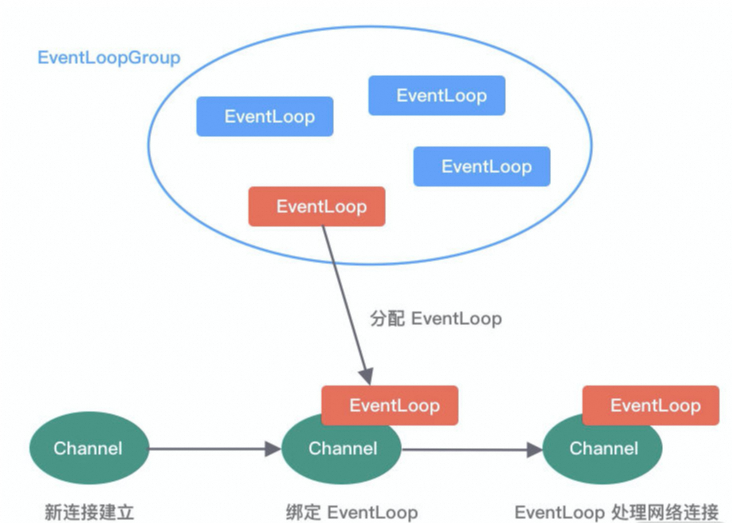 EventLoopGroup
EventLoop
EventLoop
EventLoop
EventLoop
分配 EventLoop
EventLoop
EventLoop
Channel
Channel
Channel
新连接建立
绑定 EventLoop
EventLoop 处理网络连接